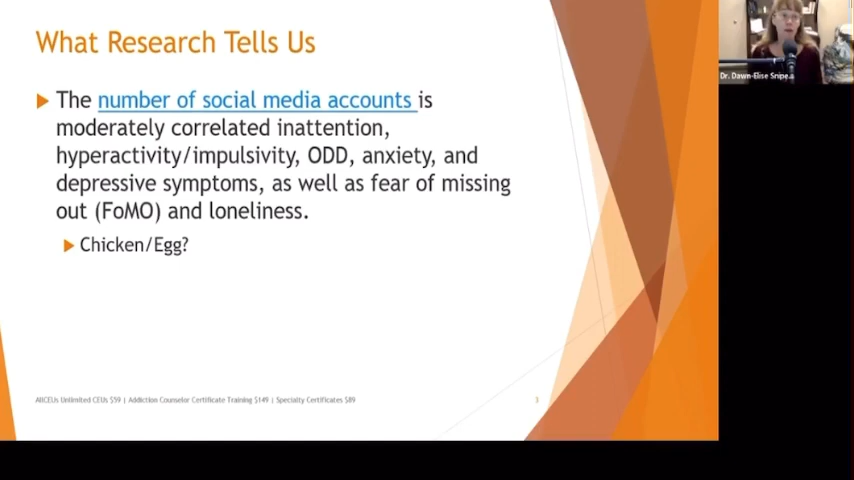 What Research Tells Us
The number of social media accounts is
moderately correlated inattention,
hyperactivity/impulsivity, ODD, anxiety, and
depressive symptoms, as well as fear of missing
out (FoMO) and loneliness.
Chicken/Egg?
AllCEUs Unlimited CEUs $59 | Addiction Counselor Certificate Training $149 | Specialty Certificates $89
3
Dr. Dawn-Elise Snipes